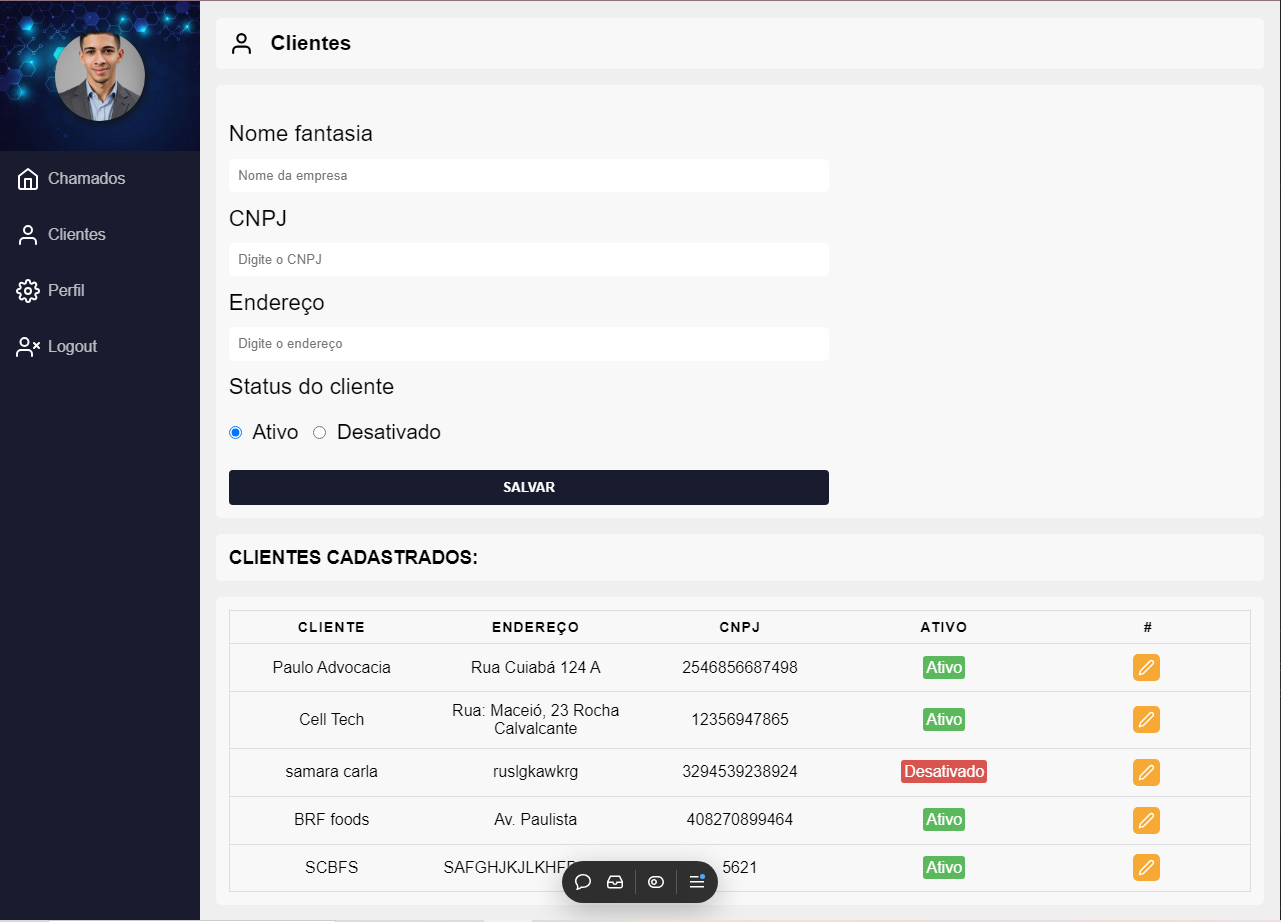 Clientes
Chamados
Clientes
Perfil
Logout
Nome fantasia
Nome da empresa
CNPJ
Digite o CNPJ
Endereço
Digite o endereço
Status do cliente
Ativo Desativado
SALVAR
CLIENTES CADASTRADOS:
CLIENTE ENDEREÇO CNPJ ATIVO #
Paulo Advocacia Rua Cuiabá 124 A 2546856687498 Ativo
Cell Tech Rua: Maceió, 23 Rocha Calvalcante 12356947865 Ativo
samara carla ruslgkawkrg 3294539238924 Desativado
BRF foods Av. Paulista 408270899464 Ativo
SCBFS 5621 Ativo